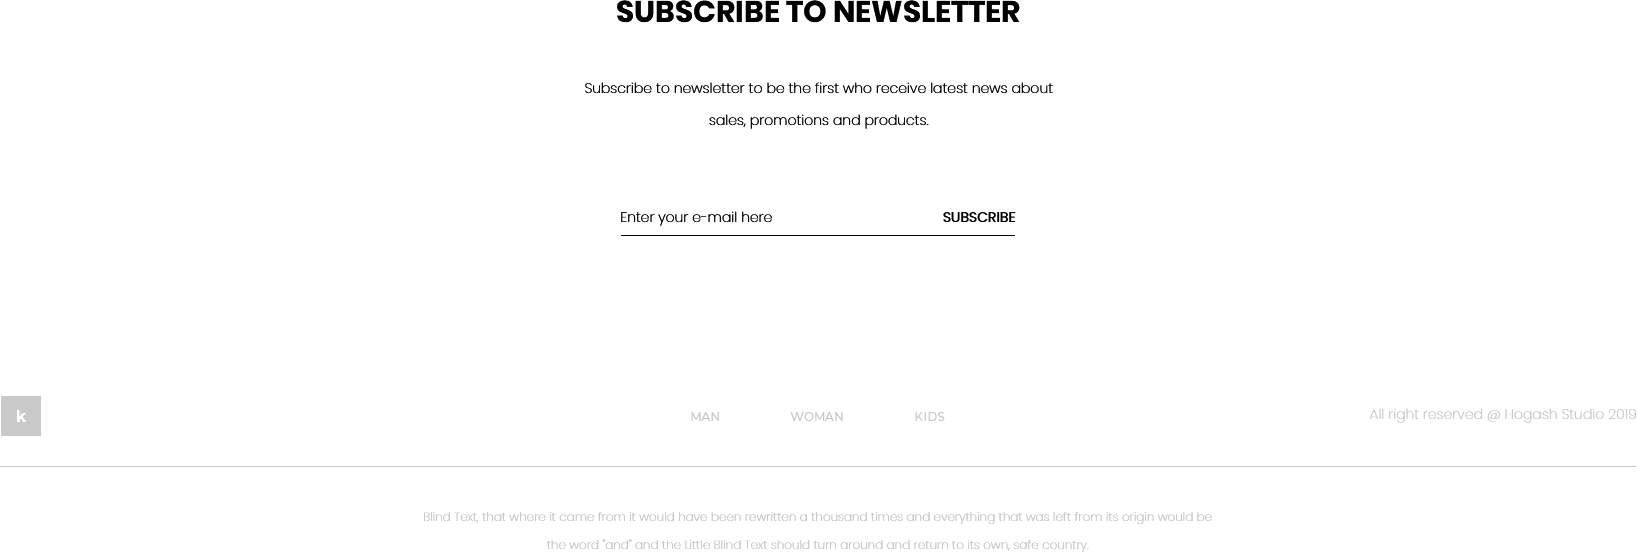 SUBSCRIBE TO NEWSLETTER
Subscribe to newsletter to be the first who receive latest news about
sales, promotions and products.
Enter your e-mail here SUBSCRIBE
k MAN WOMAN KIDS All right reserved @ Hogash Studio 2019
Blind Text, that where it came from it would have been rewritten a thousand times and everything that was left from its origin would be
the word "and" and the Little Blind Text should turn around and return to its own, safe country.